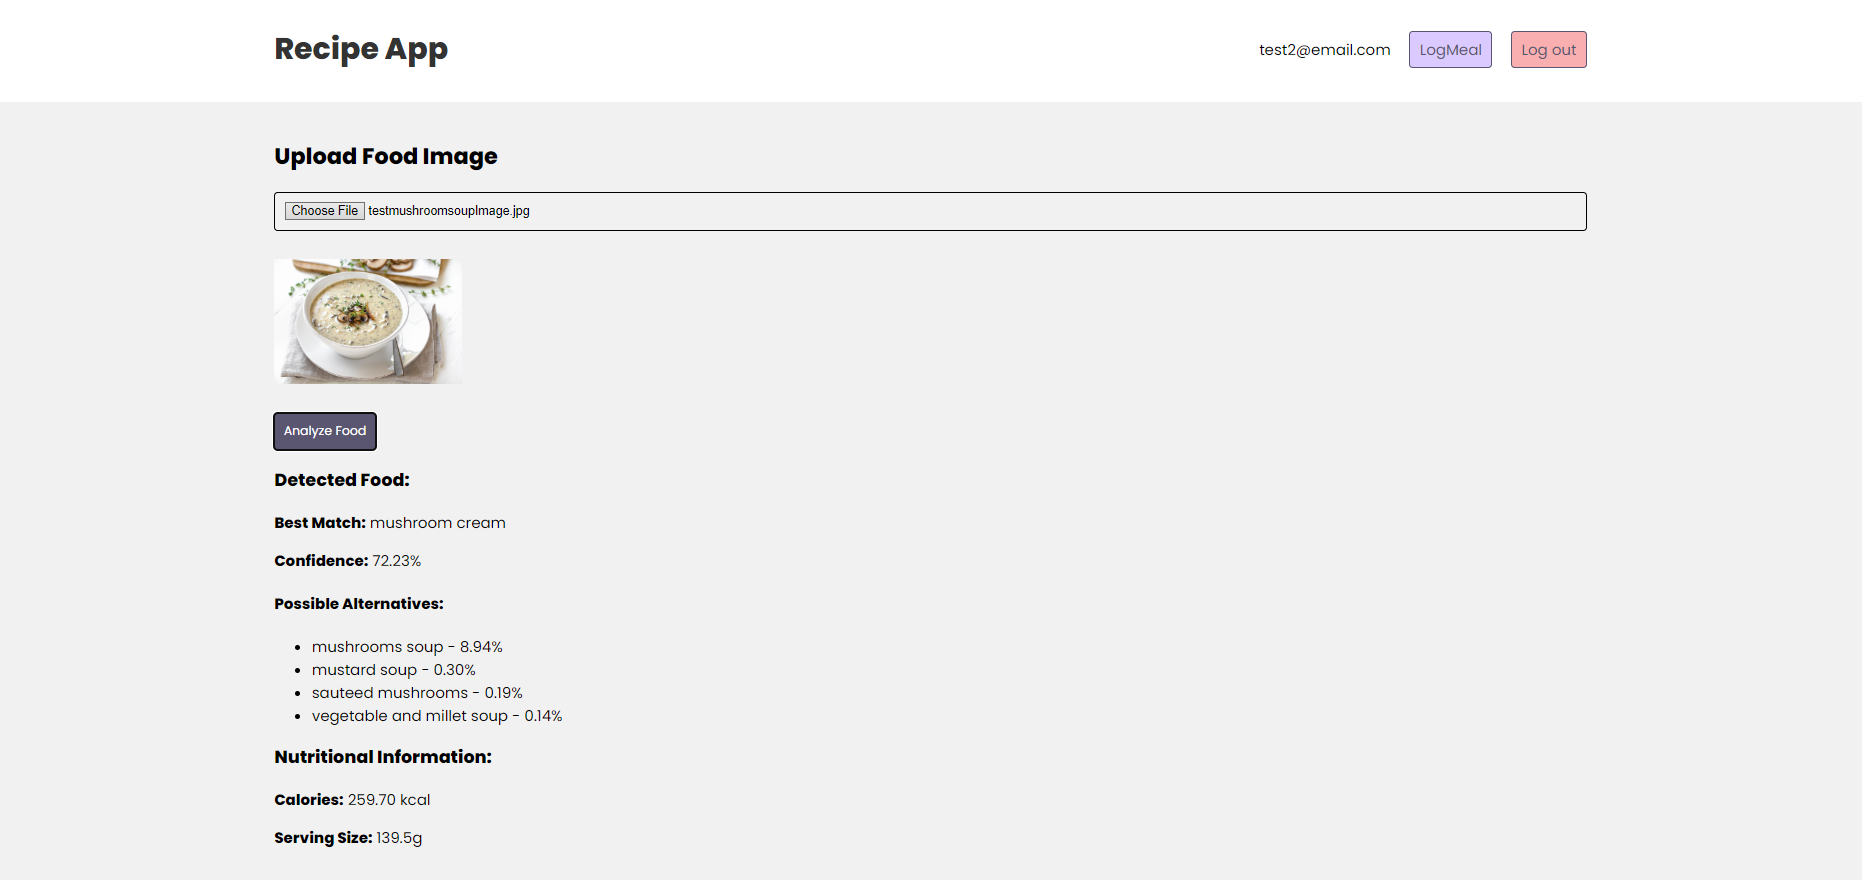 Recipe App
test2@email.com LogMeal Log out
Upload Food Image
Choose File testmushroomsoupImage.jpg
Analyze Food
Detected Food:
Best Match: mushroom cream
Confidence: 72.23%
Possible Alternatives:
• mushrooms soup - 8.94%
• mustard soup - 0.30%
• sauteed mushrooms - 0.19%
• vegetable and millet soup - 0.14%
Nutritional Information:
Calories: 259.70 kcal
Serving Size: 139.5g